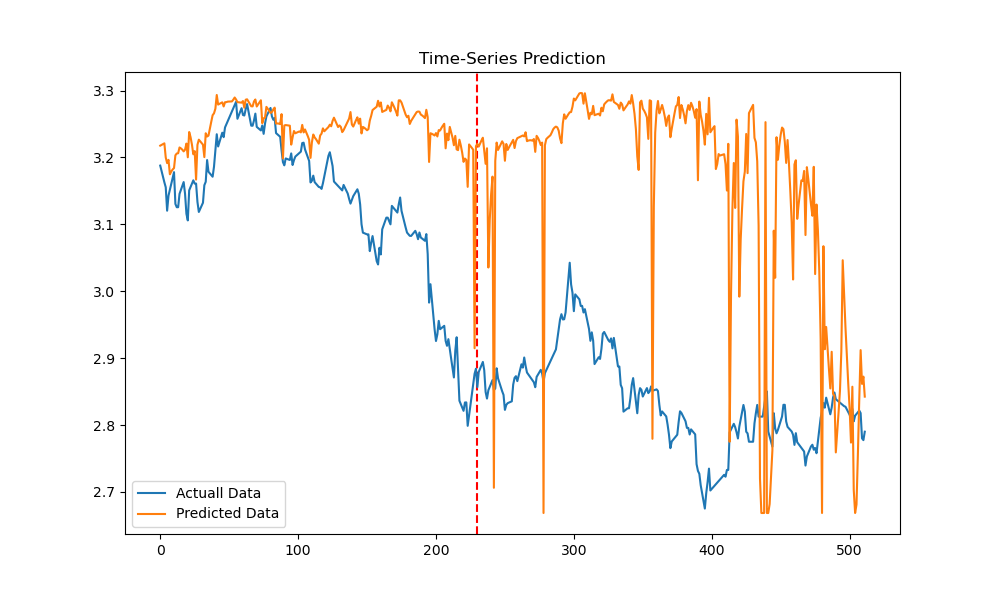 Time-Series Prediction
3.3
3.2
3.1
3.0
2.9
2.8
2.7
Actuall Data
Predicted Data
0 100 200 300 400 500